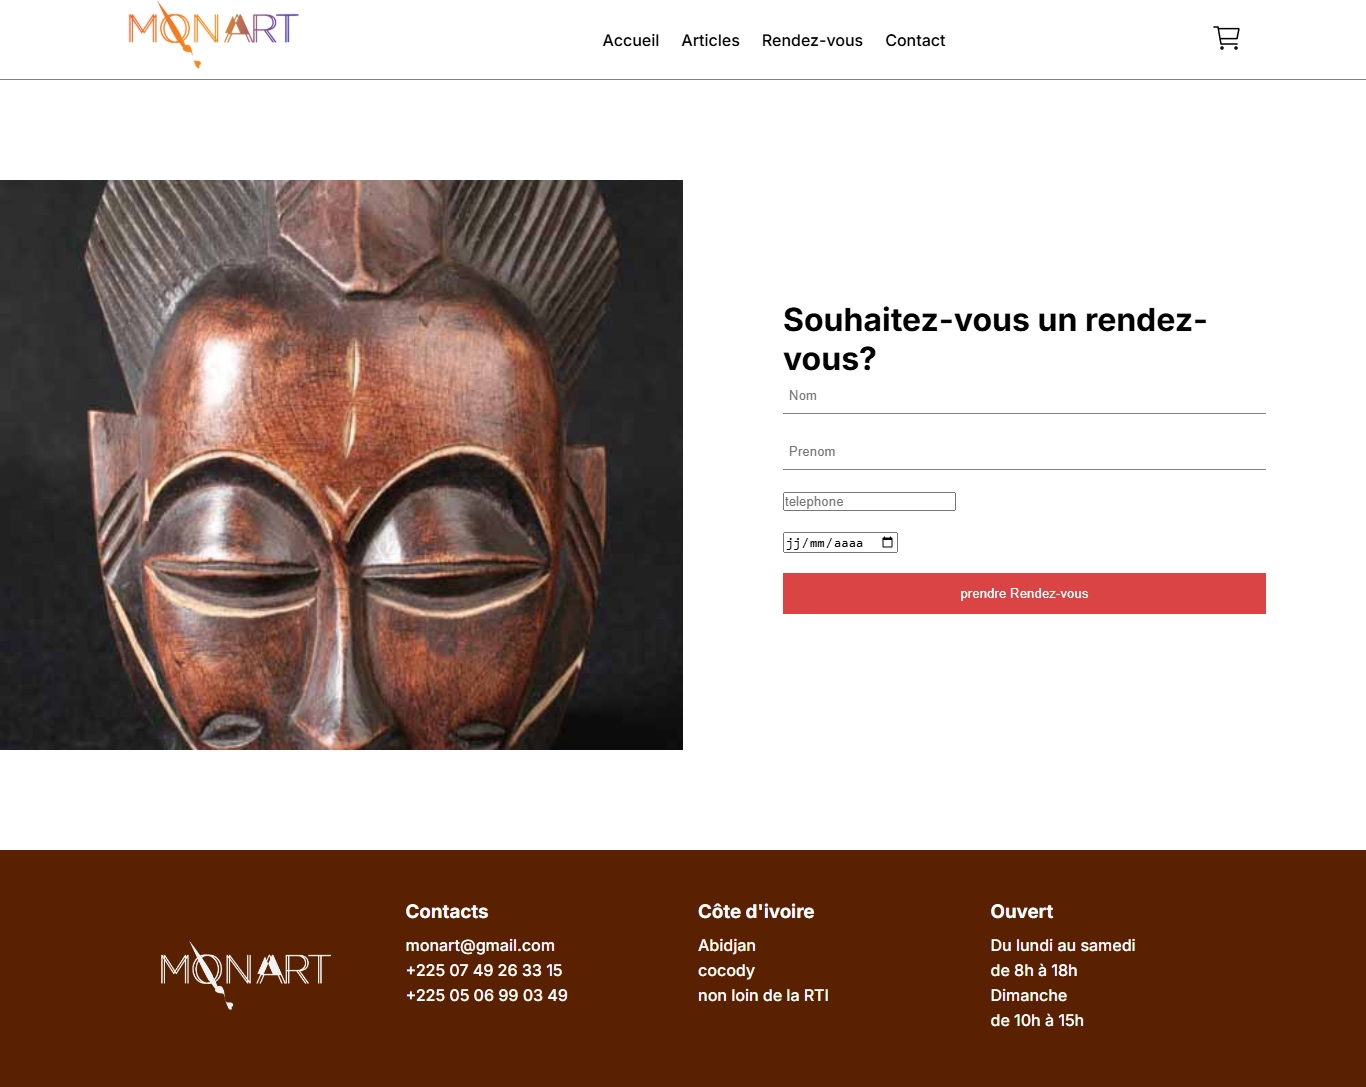 MONART
Accueil Articles Rendez-vous Contact
Souhaitez-vous un rendez-
vous?
Nom
Prenom
telephone
jj/mm/aaaa
prendre Rendez-vous
MONART
Contacts
monart@gmail.com
+225 07 49 26 33 15
+225 05 06 99 03 49
Côte d'ivoire
Abidjan
cocody
non loin de la RTI
Ouvert
Du lundi au samedi
de 8h à 18h
Dimanche
de 10h à 15h